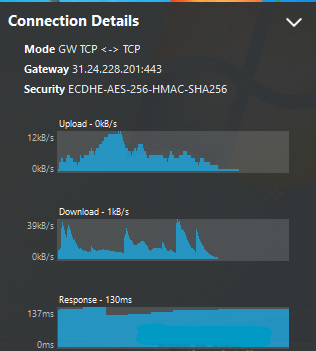 Connection Details
Mode GW TCP <-> TCP
Gateway 31.24.228.201:443
Security ECDHE-AES-256-HMAC-SHA256
Upload - 0kB/s
12kB/s
0kB/s
Download - 1kB/s
39kB/s
0kB/s
Response - 130ms
137ms
0ms